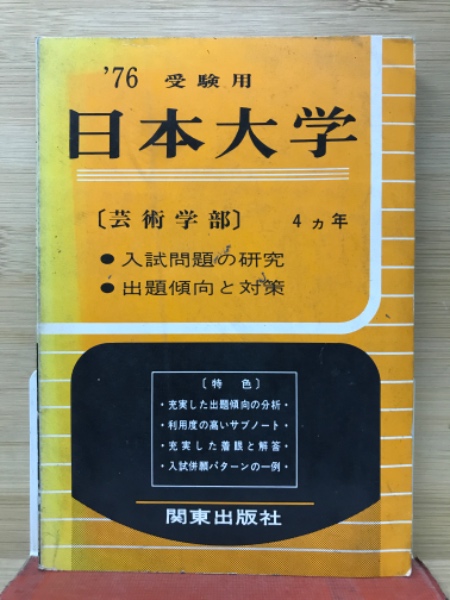 '76 受験用
日本大学
〔芸術学部〕 4ヵ年
● 入試問題の研究
● 出題傾向と対策
〔特色〕
・充実した出題傾向の分析・
・利用度の高いサブノート・
・充実した着眼と解答・
・入試併願パターンの一例・
関東出版社